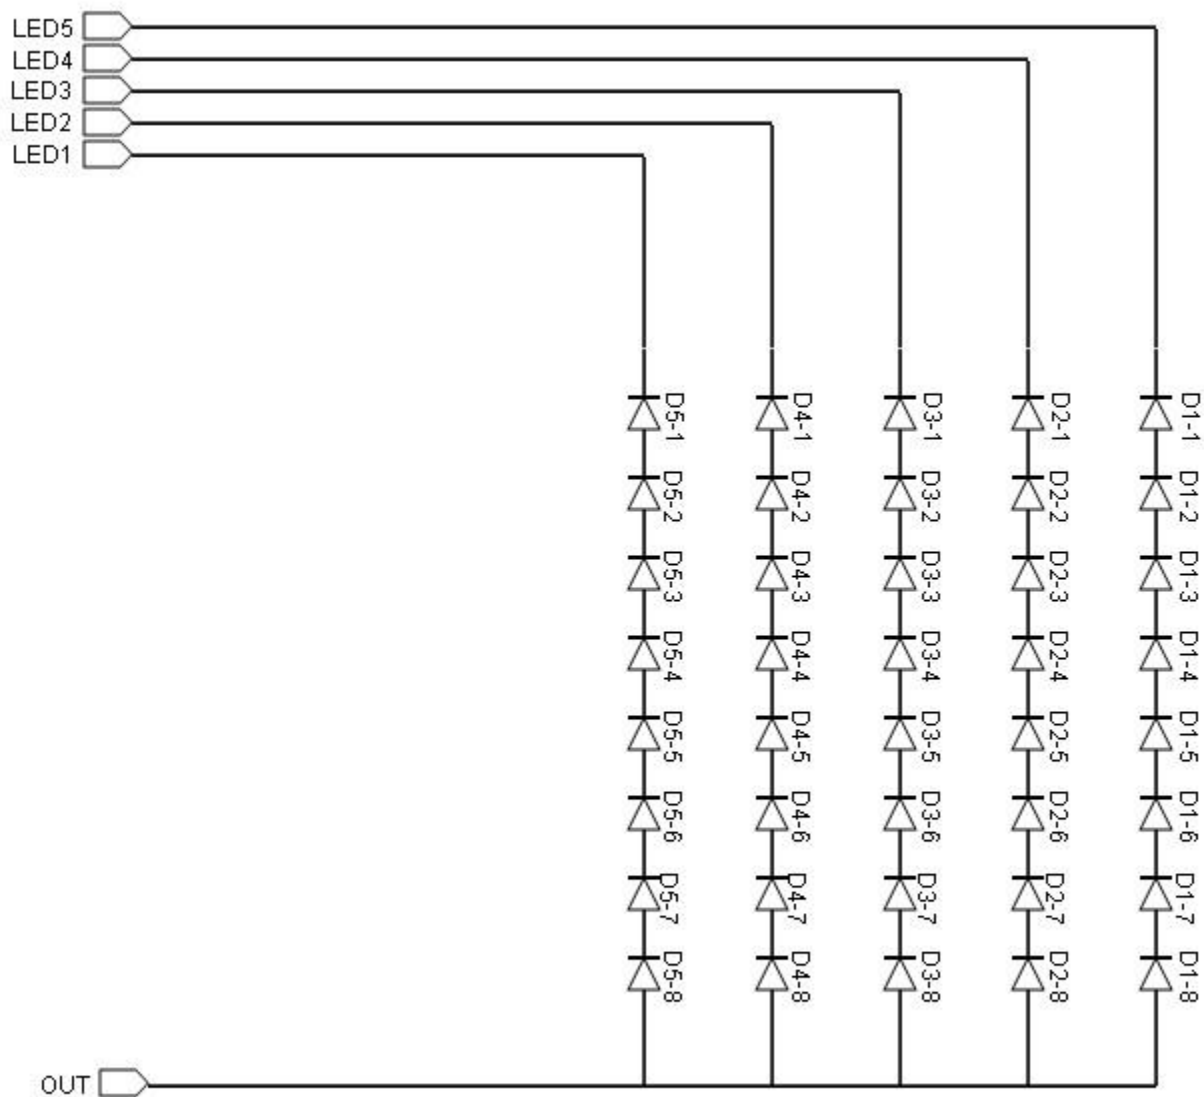 LED5
LED4
LED3
LED2
LED1
D5-1 D4-1 D3-1 D2-1 D1-1
D5-2 D4-2 D3-2 D2-2 D1-2
D5-3 D4-3 D3-3 D2-3 D1-3
D5-4 D4-4 D3-4 D2-4 D1-4
D5-5 D4-5 D3-5 D2-5 D1-5
D5-6 D4-6 D3-6 D2-6 D1-6
D5-7 D4-7 D3-7 D2-7 D1-7
D5-8 D4-8 D3-8 D2-8 D1-8
OUT